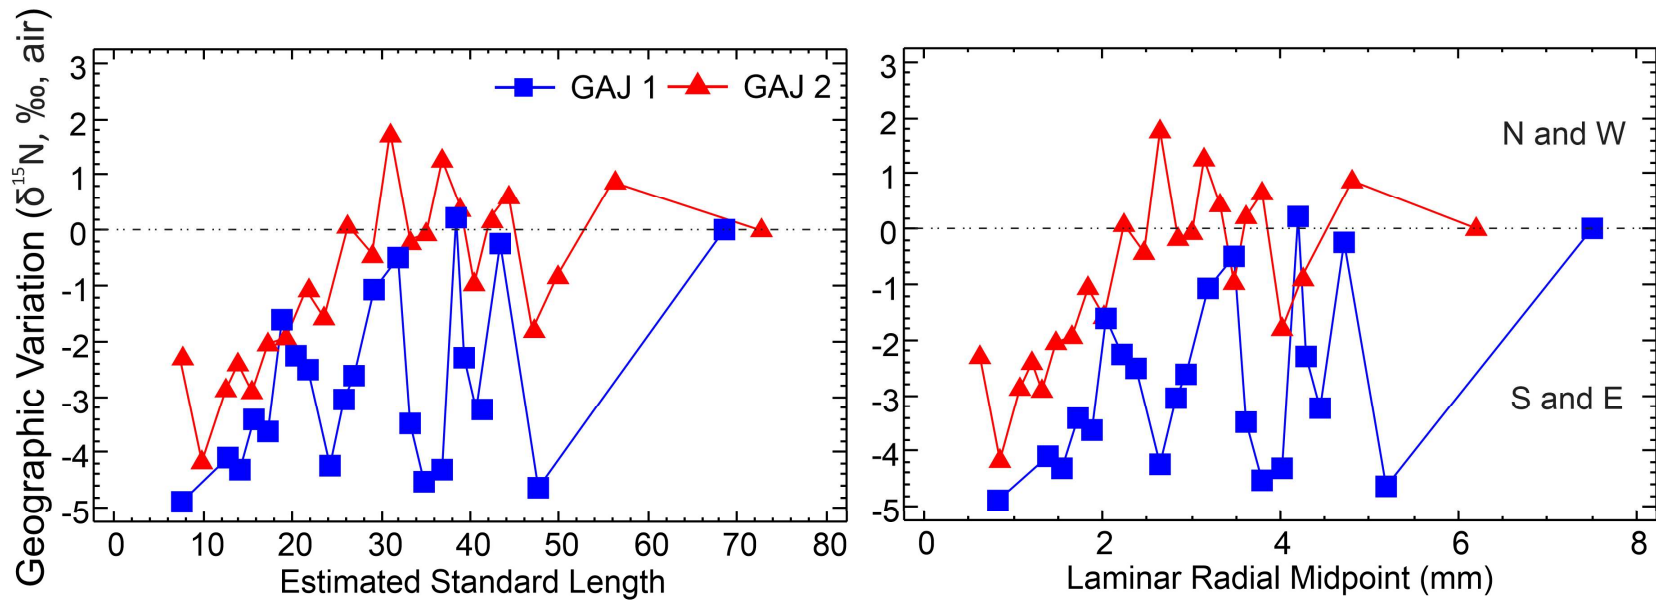 Geographic Variation (δ¹⁵N, ‰, air)
3
2
1
0
-1
-2
-3
-4
-5
GAJ 1
GAJ 2
0 10 20 30 40 50 60 70 80
Estimated Standard Length
3
2
1
0
-1
-2
-3
-4
-5
N and W
S and E
0 2 4 6 8
Laminar Radial Midpoint (mm)